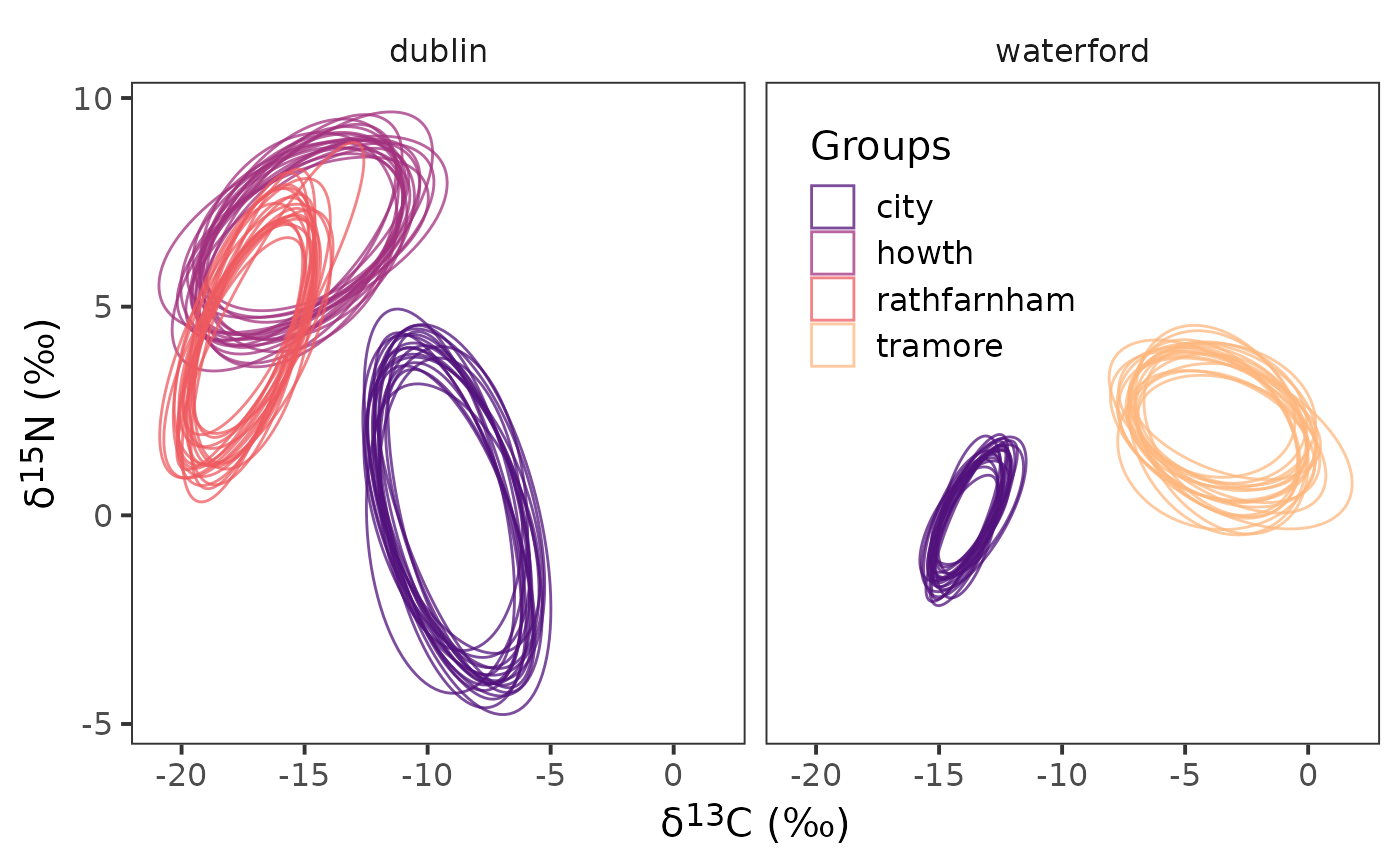 dublin
waterford
10
5
0
-5
δ¹⁵N (‰)
Groups
city
howth
rathfarnham
tramore
-20 -15 -10 -5 0
-20 -15 -10 -5 0
δ¹³C (‰)